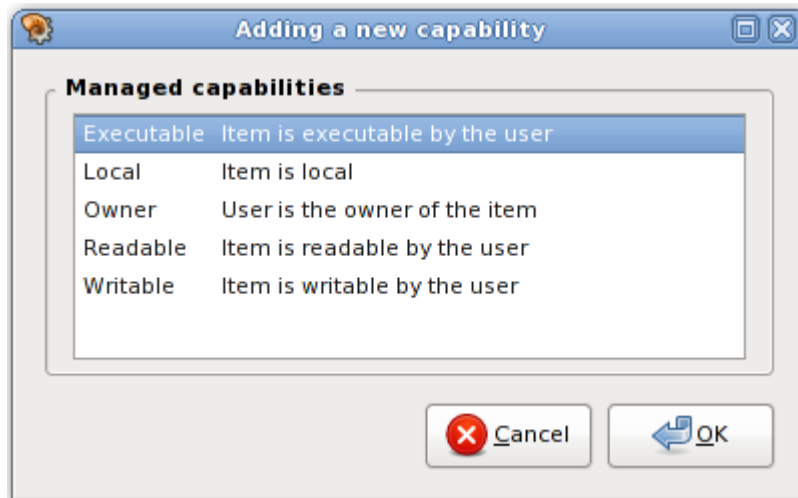 Adding a new capability
Managed capabilities
Executable Item is executable by the user
Local Item is local
Owner User is the owner of the item
Readable Item is readable by the user
Writable Item is writable by the user
Cancel OK